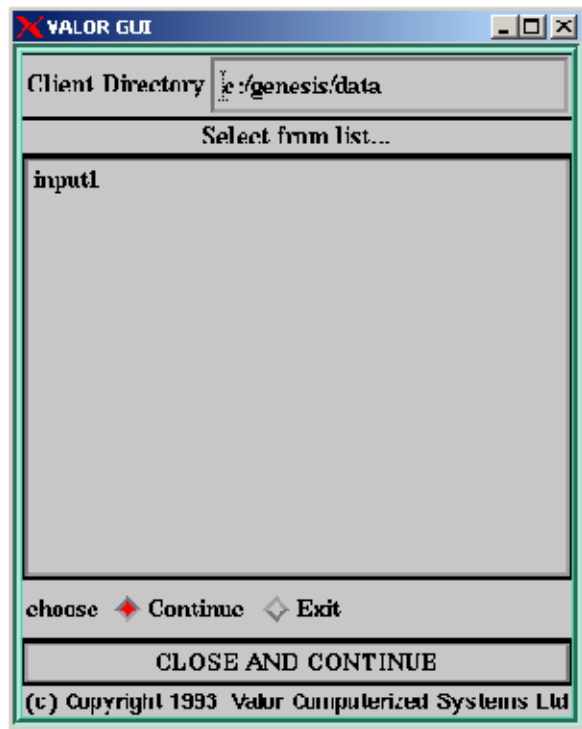 VALOR GUI
Client Directory e:/genesis/data
Select from list...
input1
choose Continue Exit
CLOSE AND CONTINUE
(c) Copyright 1993 Valor Computerized Systems Ltd